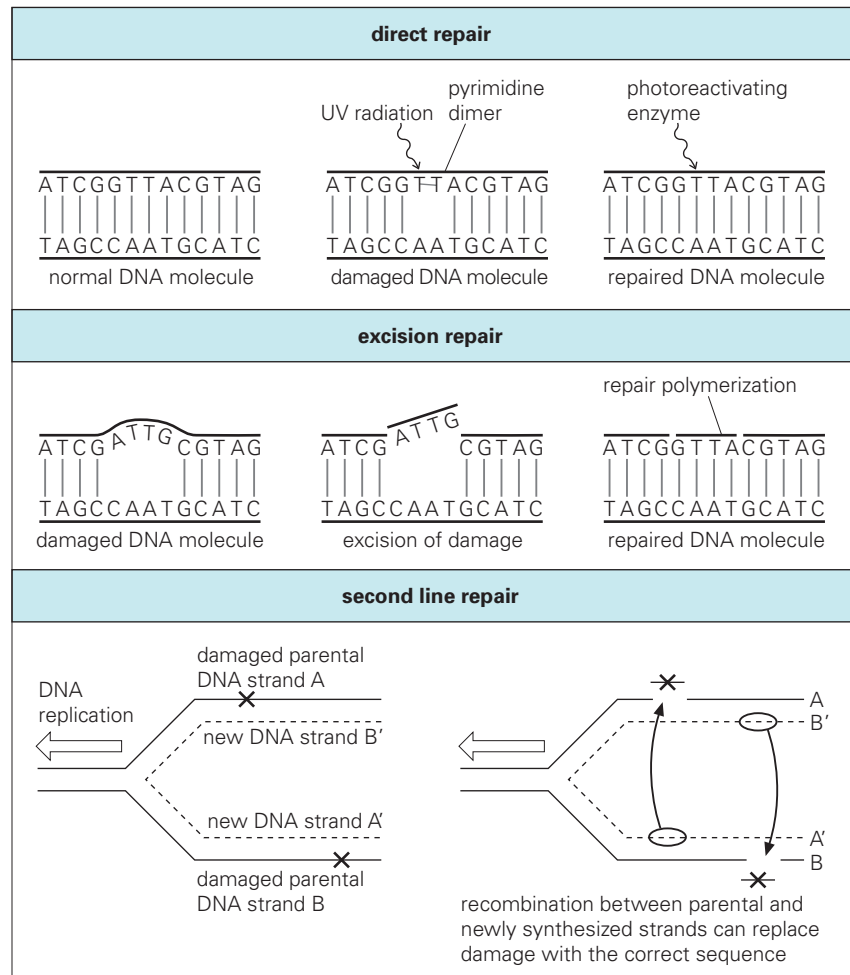 direct repair
UV radiation
pyrimidine
dimer
photoreactivating
enzyme
ATCGGTTACGTAG
TAGCCAATGCATC
normal DNA molecule
ATCGGTTACGTAG
TAGCCAATGCATC
damaged DNA molecule
ATCGGTTACGTAG
TAGCCAATGCATC
repaired DNA molecule
excision repair
ATCGATTGCGTAG
TAGCCAATGCATC
damaged DNA molecule
ATCG ATTG CGTAG
TAGCCAATGCATC
excision of damage
repair polymerization
ATCGGTTACGTAG
TAGCCAATGCATC
repaired DNA molecule
second line repair
DNA
replication
damaged parental
DNA strand A
new DNA strand B'
new DNA strand A'
damaged parental
DNA strand B
A
B'
A'
B
recombination between parental and
newly synthesized strands can replace
damage with the correct sequence